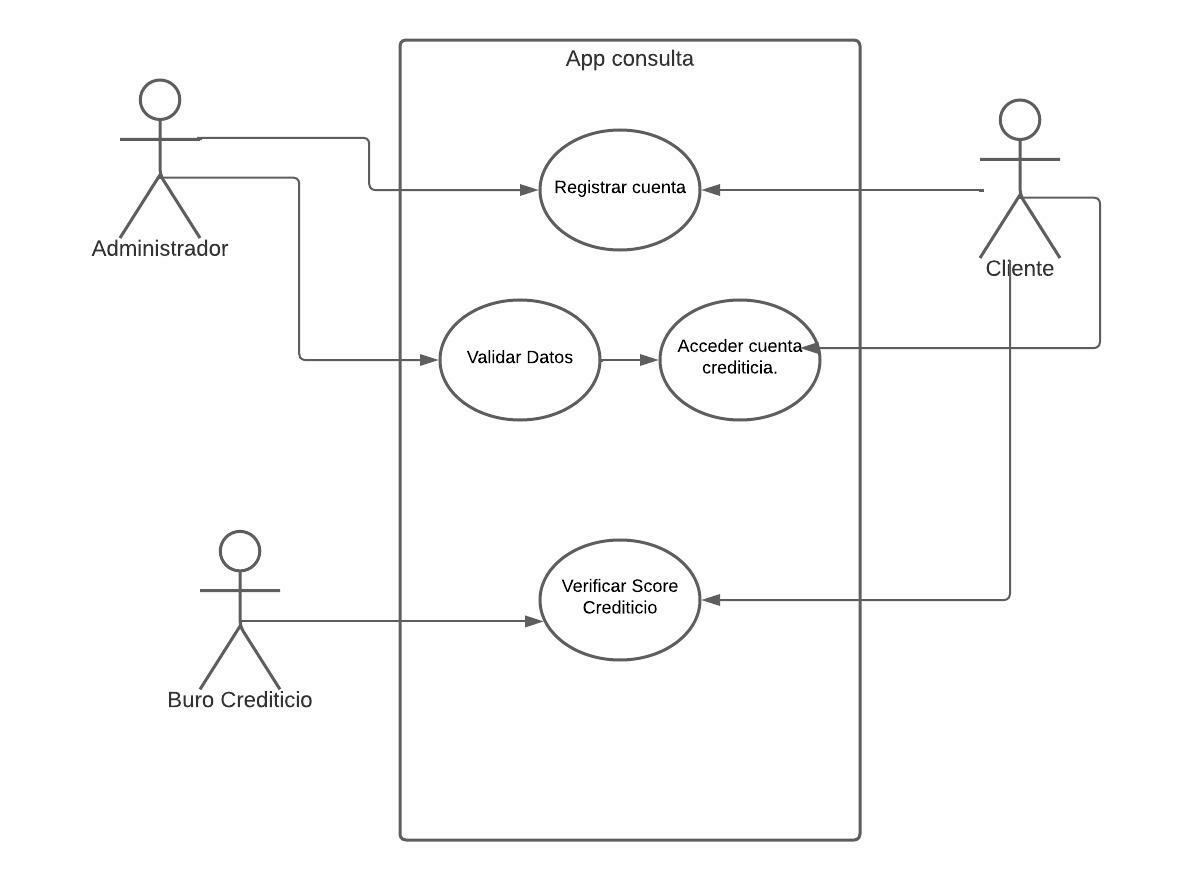 App consulta
Registrar cuenta
Administrador
Cliente
Validar Datos
Acceder cuenta
crediticia.
Verificar Score
Crediticio
Buro Crediticio